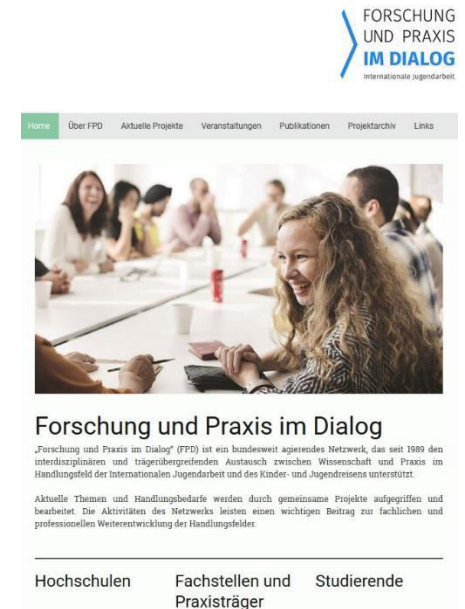 FORSCHUNG
UND PRAXIS
IM DIALOG
Internationale Jugendarbeit
Home Über FPD Aktuelle Projekte Veranstaltungen Publikationen Projektarchiv Links
Forschung und Praxis im Dialog
„Forschung und Praxis im Dialog" (FPD) ist ein bundesweit agierendes Netzwerk, das seit 1989 den
interdisziplinären und trägerübergreifenden Austausch zwischen Wissenschaft und Praxis im
Handlungsfeld der Internationalen Jugendarbeit und des Kinder- und Jugendreisens unterstützt.
Aktuelle Themen und Handlungsbedarfe werden durch gemeinsame Projekte aufgegriffen und
bearbeitet. Die Aktivitäten des Netzwerks leisten einen wichtigen Beitrag zur fachlichen und
professionellen Weiterentwicklung der Handlungsfelder.
Hochschulen
Fachstellen und
Praxisträger
Studierende